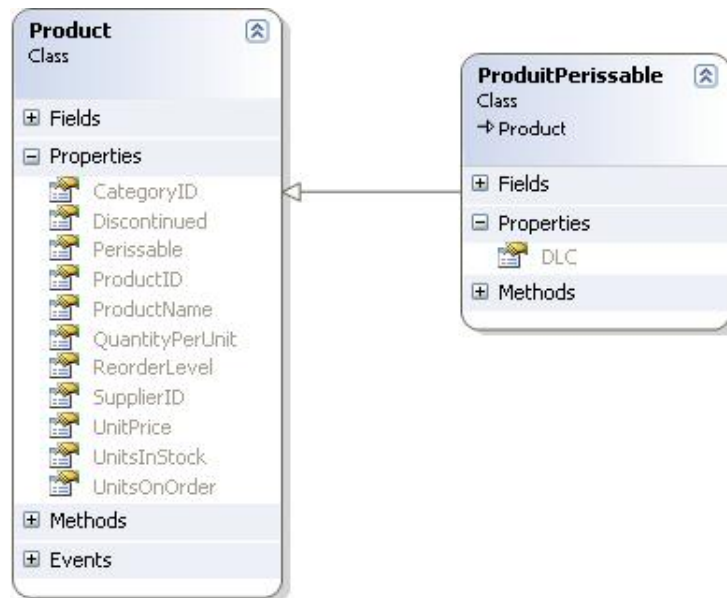 Product
Class
Fields
Properties
CategoryID
Discontinued
Perissable
ProductID
ProductName
QuantityPerUnit
ReorderLevel
SupplierID
UnitPrice
UnitsInStock
UnitsOnOrder
Methods
Events
ProduitPerissable
Class
Product
Fields
Properties
DLC
Methods